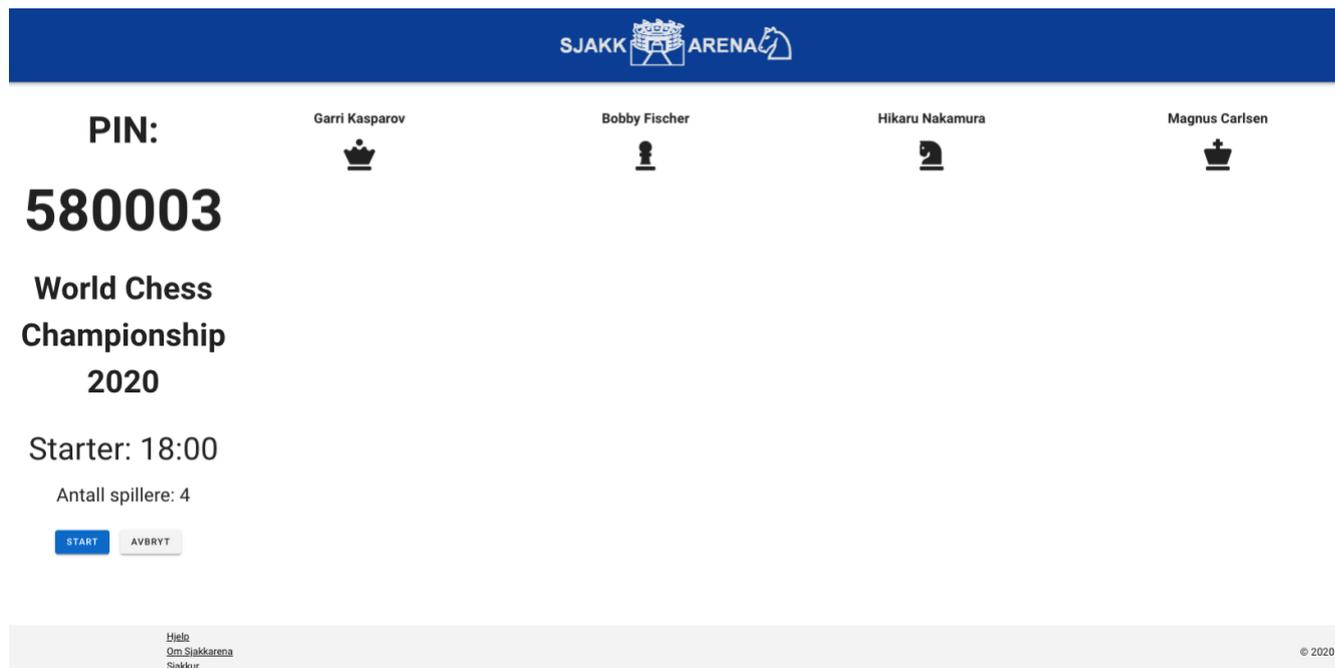 SJAKK ARENA
PIN:
580003
World Chess
Championship
2020
Starter: 18:00
Antall spillere: 4
START AVBRYT
Garri Kasparov
Bobby Fischer
Hikaru Nakamura
Magnus Carlsen
Hjelp
Om Sjakkarena
Sjakkur
© 2020